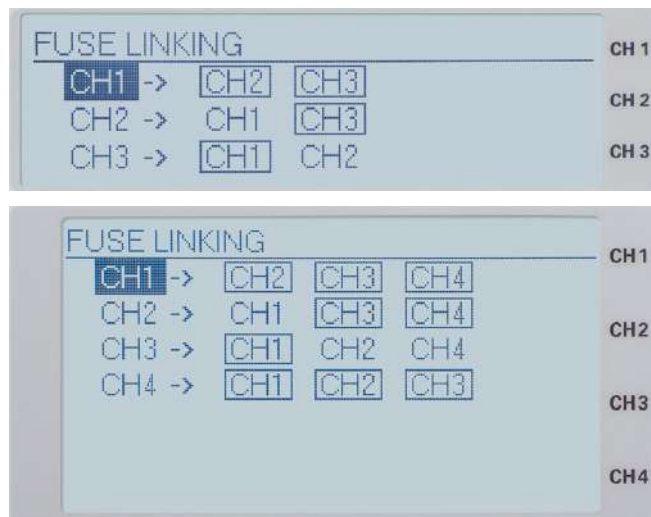 FUSE LINKING
CH 1
CH1 -> CH2 CH3
CH2 -> CH1 CH3
CH 2
CH3 -> CH1 CH2
CH 3
FUSE LINKING
CH1
CH1 -> CH2 CH3 CH4
CH2 -> CH1 CH3 CH4
CH2
CH3 -> CH1 CH2 CH4
CH4 -> CH1 CH2 CH3
CH3
CH4